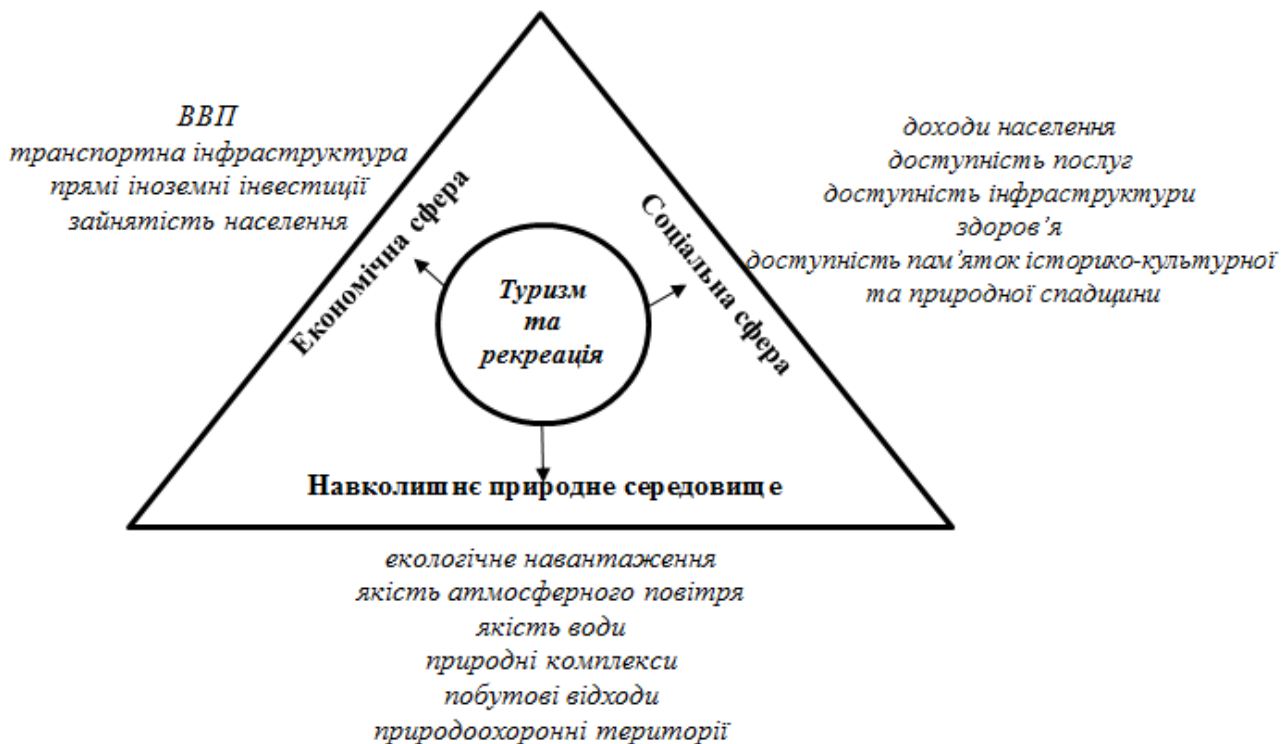 ВВП
транспортна інфраструктура
прямі іноземні інвестиції
зайнятість населення
доходи населення
доступність послуг
доступність інфраструктури
здоров’я
доступність пам’яток історико-культурної
та природної спадщини
Економічна сфера
Соціальна сфера
Туризм
та
рекреація
Навколишнє природне середовище
екологічне навантаження
якість атмосферного повітря
якість води
природні комплекси
побутові відходи
природоохоронні території